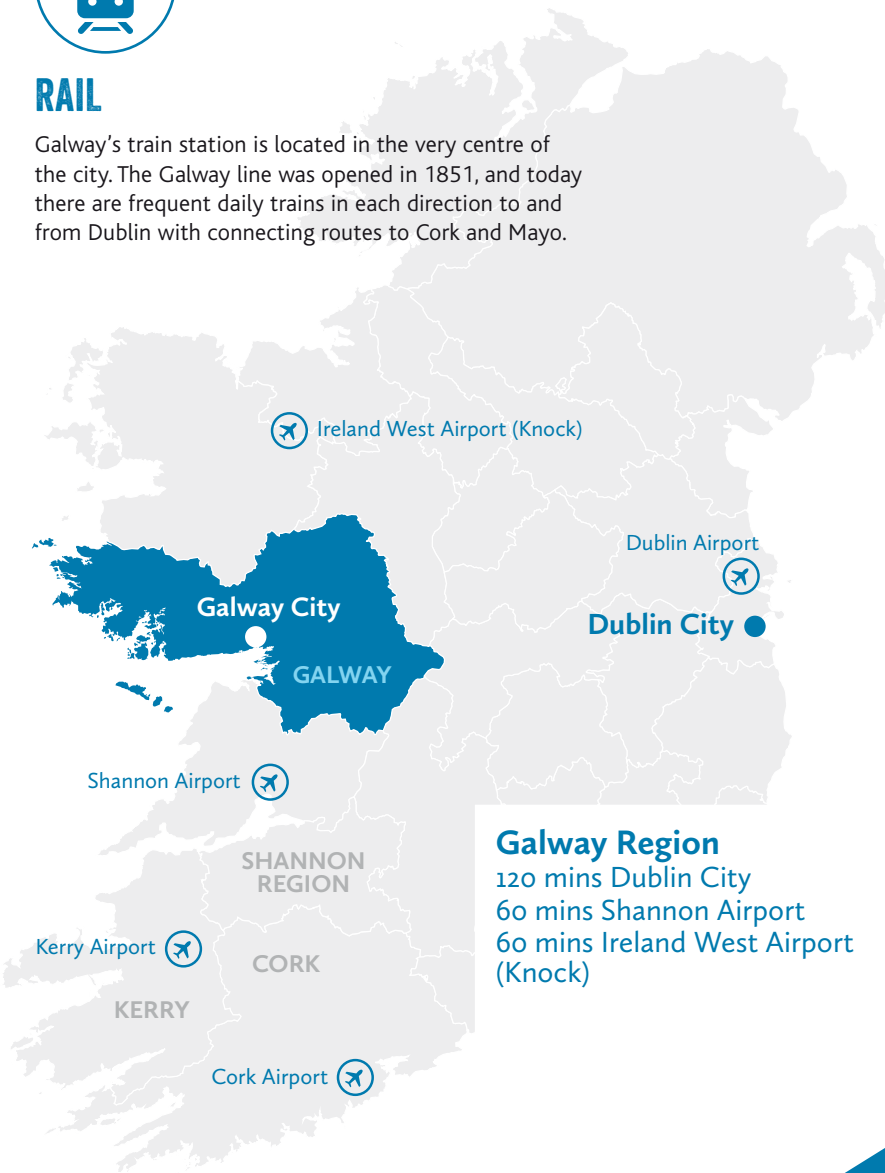 RAIL
Galway’s train station is located in the very centre of
the city. The Galway line was opened in 1851, and today
there are frequent daily trains in each direction to and
from Dublin with connecting routes to Cork and Mayo.
Ireland West Airport (Knock)
Dublin Airport
Galway City
Dublin City
GALWAY
Shannon Airport
SHANNON
REGION
Galway Region
120 mins Dublin City
60 mins Shannon Airport
60 mins Ireland West Airport
(Knock)
Kerry Airport
CORK
KERRY
Cork Airport